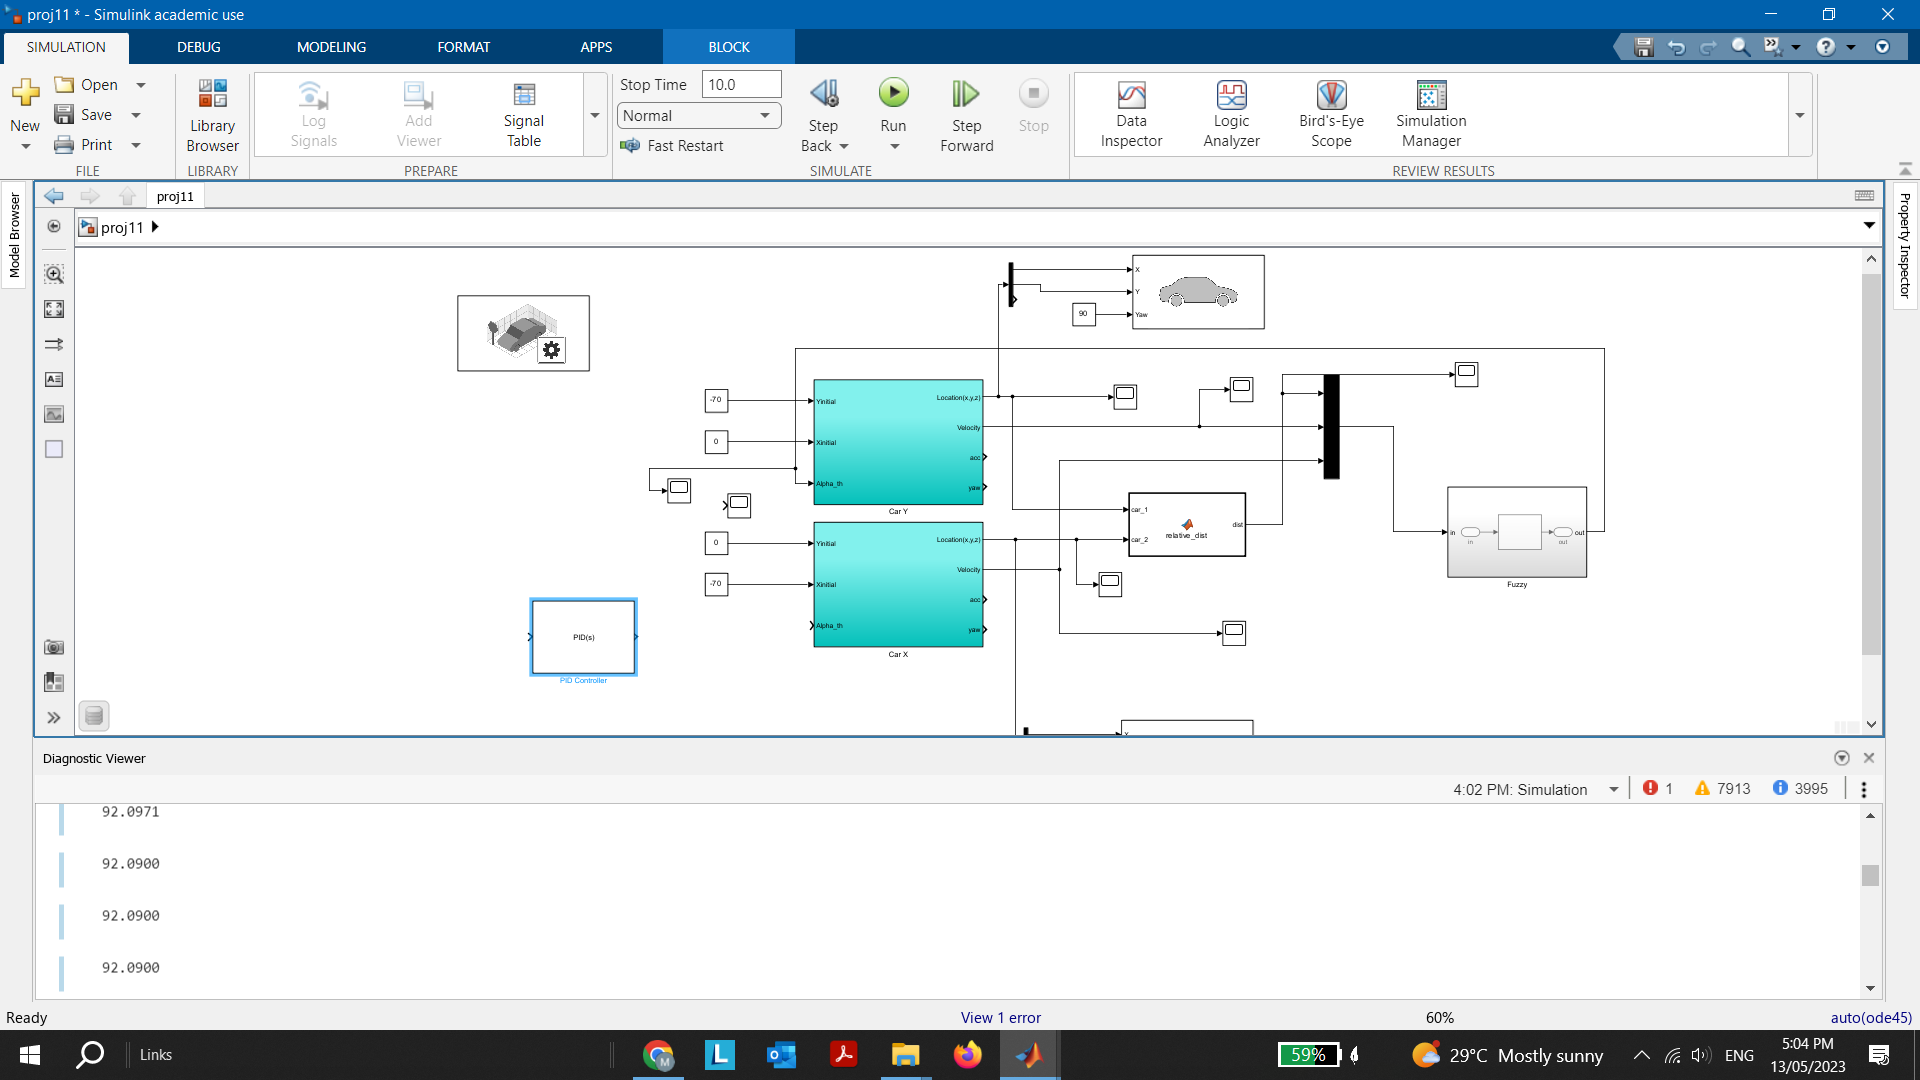 proj11 * - Simulink academic use
SIMULATION
DEBUG
MODELING
FORMAT
APPS
BLOCK
New
Open
Save
Print
FILE
Library
Browser
LIBRARY
Log
Signals
Add
Viewer
Signal
Table
PREPARE
Stop Time
10.0
Normal
Fast Restart
Step
Back
Run
Step
Forward
Stop
SIMULATE
Data
Inspector
Logic
Analyzer
Bird's-Eye
Scope
Simulation
Manager
REVIEW RESULTS
Model Browser
proj11
proj11
Property Inspector
X
Y
Yaw
90
-70
Yinitial
Location(x,y,z)
Velocity
0
Xinitial
acc
Alpha_th
yaw
Car Y
0
Yinitial
Location(x,y,z)
Velocity
-70
Xinitial
acc
Alpha_th
yaw
Car X
car_1
car_2
dist
relative_dist
in
in
out
out
Fuzzy
PID(s)
PID Controller
X
Diagnostic Viewer
4:02 PM: Simulation
1
7913
3995
92.0971
92.0900
92.0900
92.0900
Ready
View 1 error
60%
auto(ode45)
Links
M
L
59%
29°C Mostly sunny
ENG
5:04 PM
13/05/2023